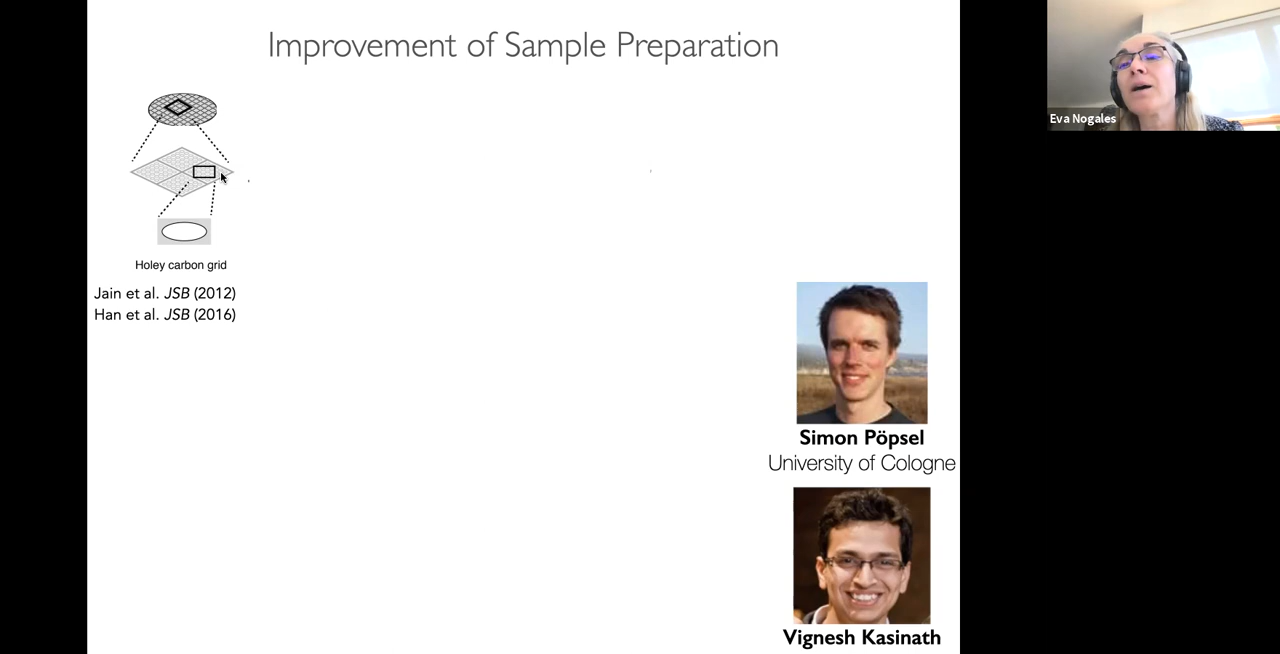 Improvement of Sample Preparation
Eva Nogales
Holey carbon grid
Jain et al. JSB (2012)
Han et al. JSB (2016)
Simon Pöpsel
University of Cologne
Vignesh Kasinath